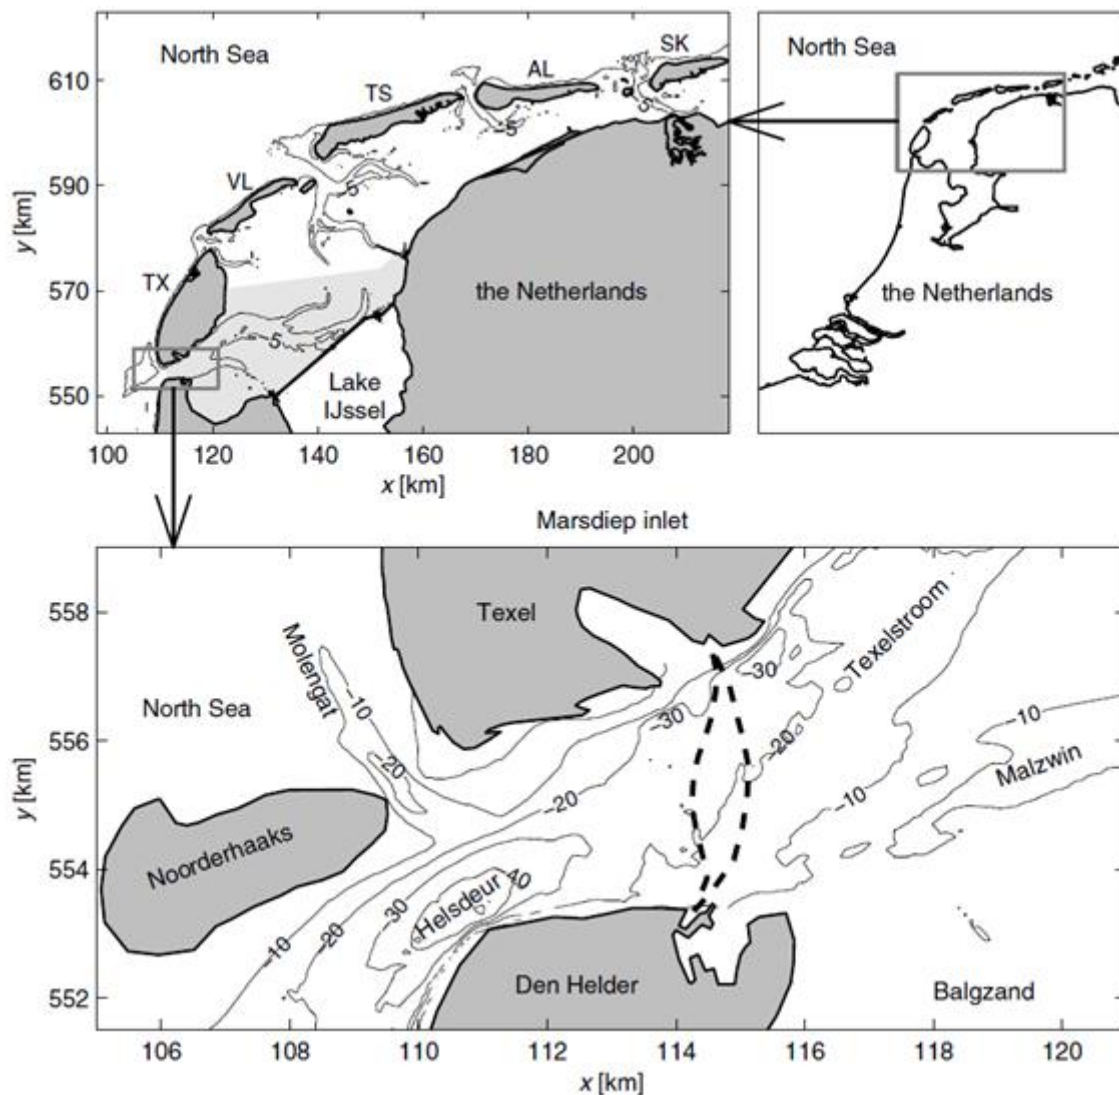 North Sea
SK
AL
TS
VL
TX
-5
-5
-5
-5
the Netherlands
Lake
IJssel
610
590
570
550
y [km]
100 120 140 160 180 200
x [km]
North Sea
the Netherlands
Marsdiep inlet
Texel
Molengat
North Sea
Noorderhaaks
Helsdeur
Den Helder
Texelstroom
Malzwin
Balgzand
-10
-20
-30
-30
-20
-20
-10
-10
-40
-30
-20
-10
558
556
554
552
y [km]
106 108 110 112 114 116 118 120
x [km]